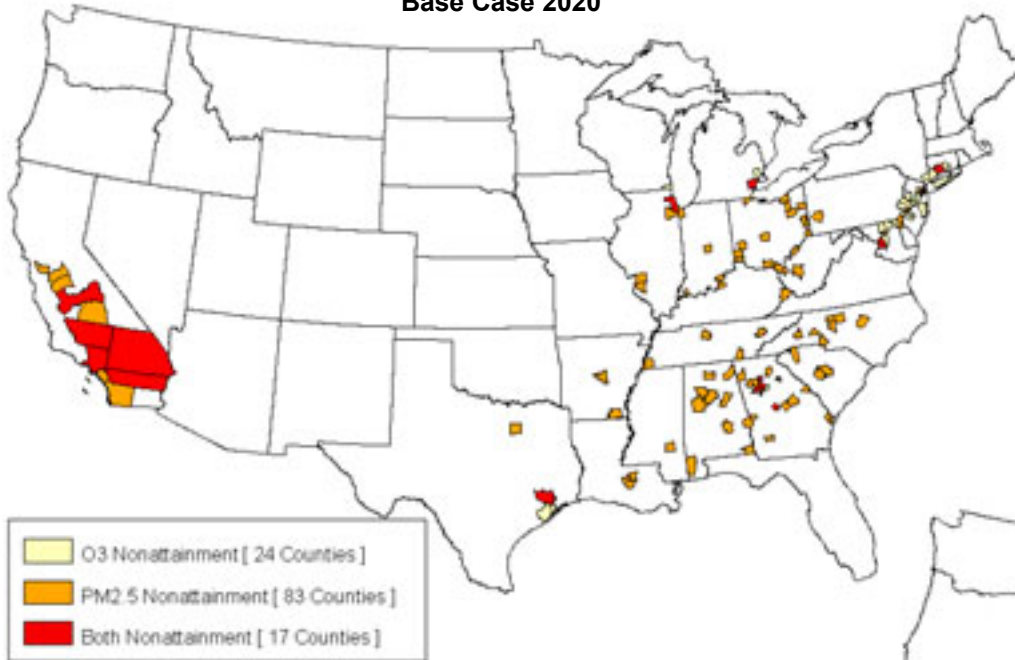 Base Case 2020
O3 Nonattainment [ 24 Counties ]
PM2.5 Nonattainment [ 83 Counties ]
Both Nonattainment [ 17 Counties ]